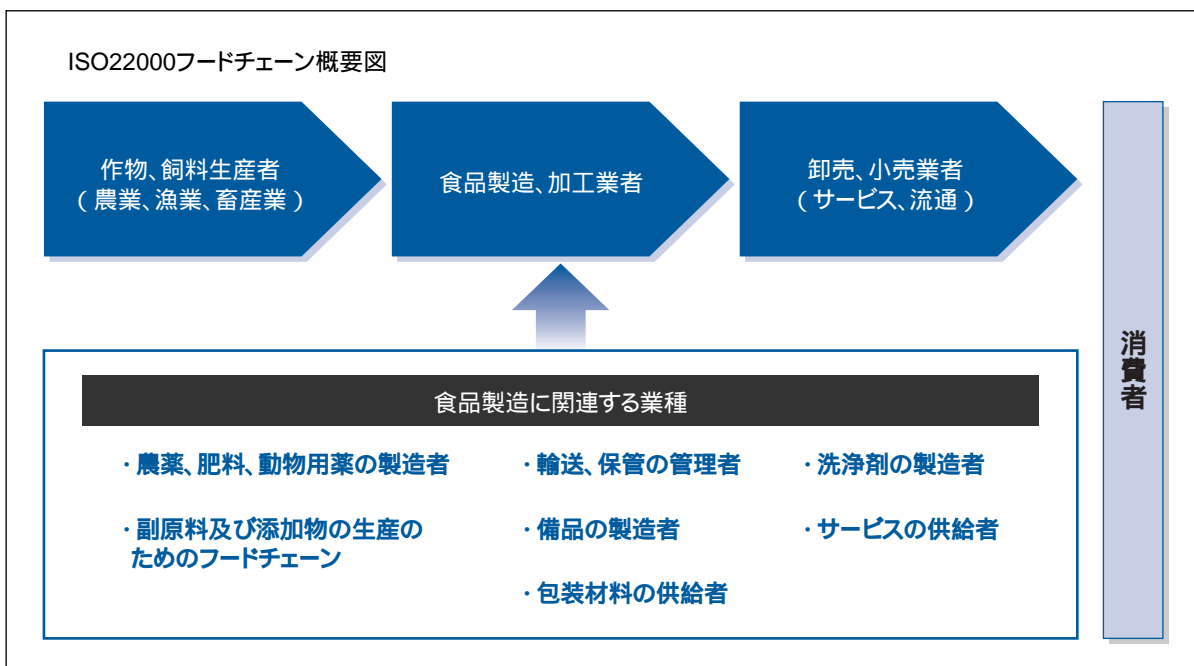 ISO22000フードチェーン概要図
作物、飼料生産者
(農業、漁業、畜産業)
食品製造、加工業者
卸売、小売業者
(サービス、流通)
消費者
食品製造に関連する業種
・農薬、肥料、動物用薬の製造者
・副原料及び添加物の生産の
ためのフードチェーン
・輸送、保管の管理者
・備品の製造者
・包装材料の供給者
・洗浄剤の製造者
・サービスの供給者